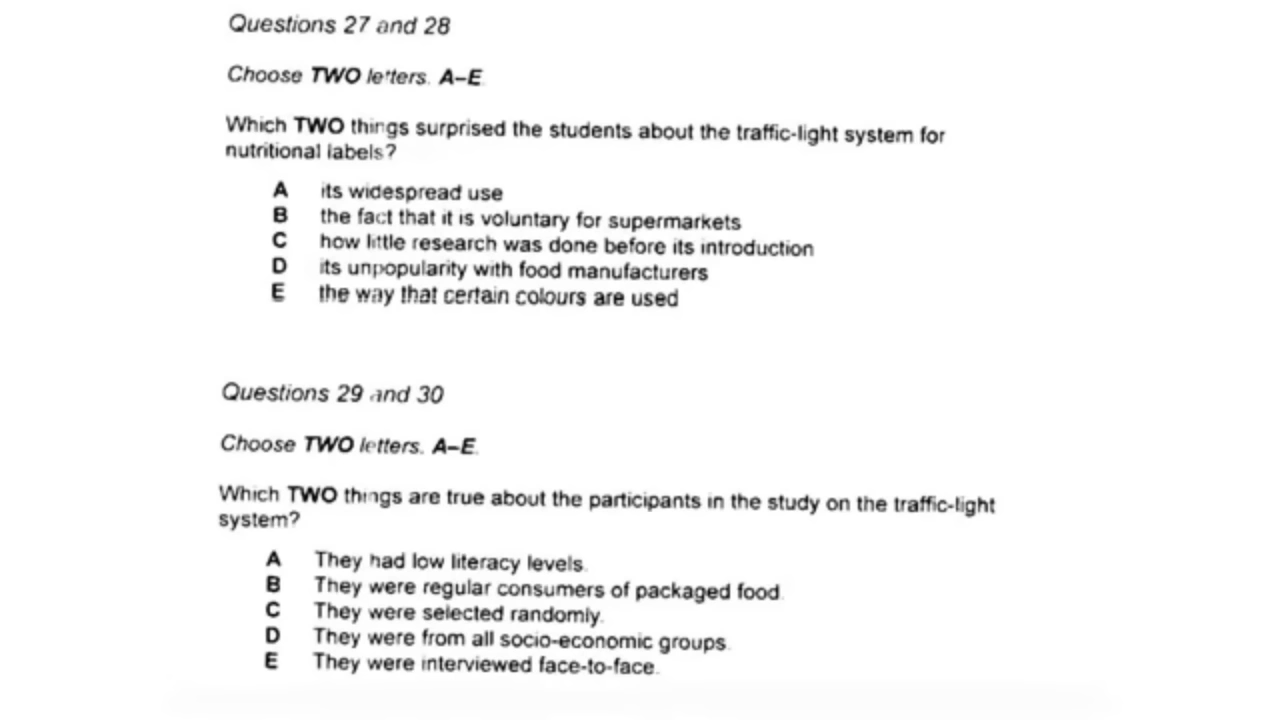 Questions 27 and 28
Choose TWO letters. A–E.
Which TWO things surprised the students about the traffic-light system for
nutritional labels?
A its widespread use
B the fact that it is voluntary for supermarkets
C how little research was done before its introduction
D its unpopularity with food manufacturers
E the way that certain colours are used
Questions 29 and 30
Choose TWO letters. A–E.
Which TWO things are true about the participants in the study on the traffic-light
system?
A They had low literacy levels.
B They were regular consumers of packaged food.
C They were selected randomly.
D They were from all socio-economic groups.
E They were interviewed face-to-face.